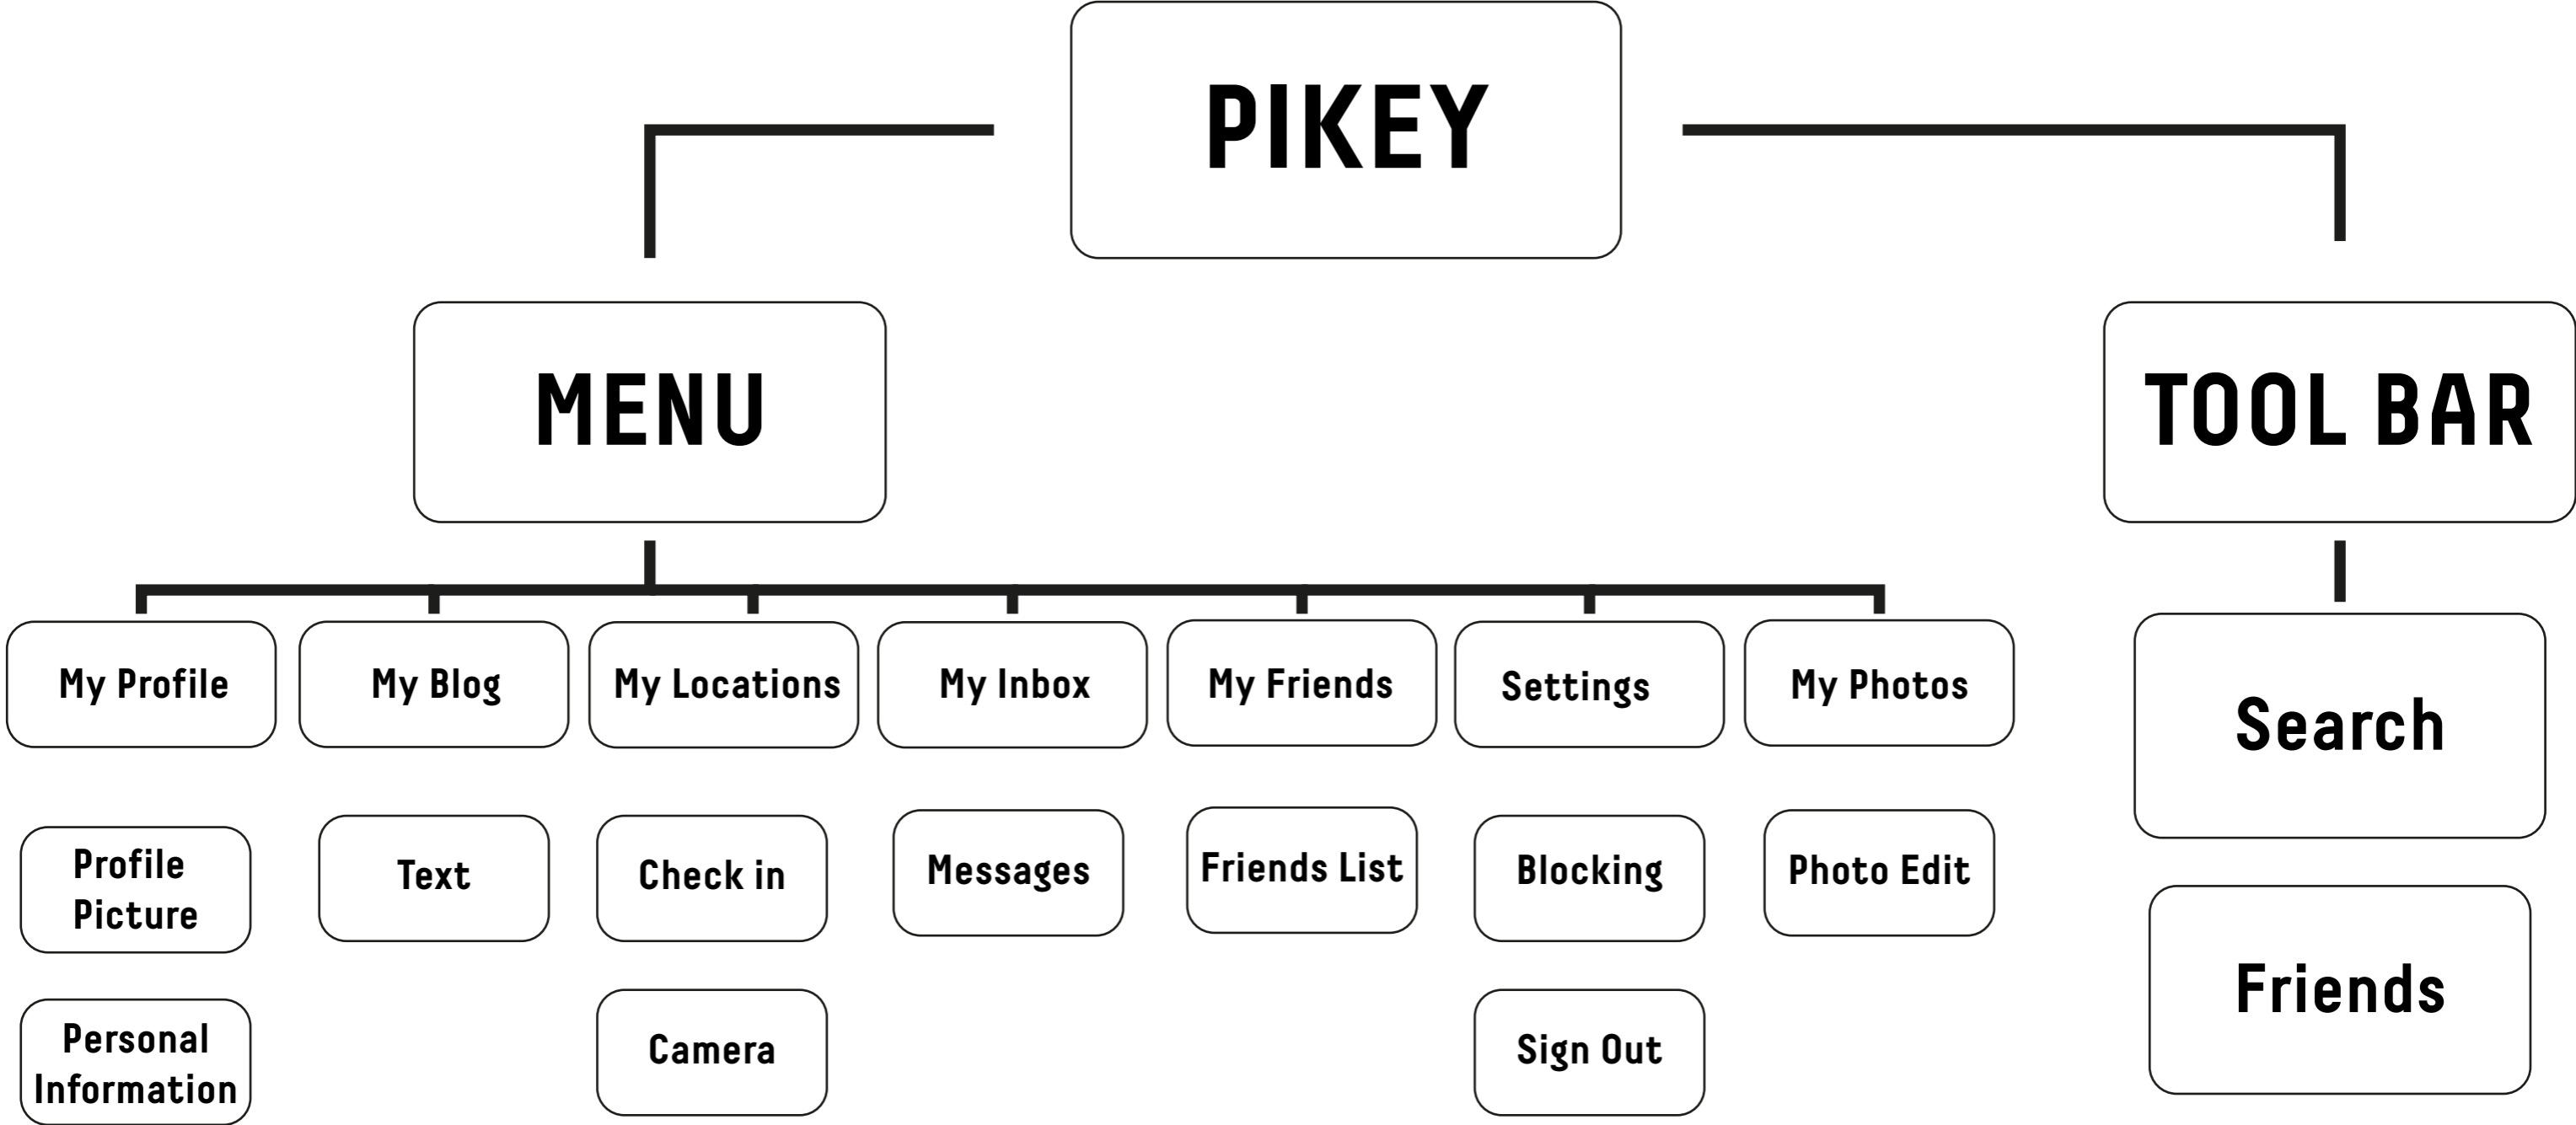 PIKEY
MENU
TOOL BAR
My Profile
My Blog
My Locations
My Inbox
My Friends
Settings
My Photos
Search
Profile
Picture
Text
Check in
Messages
Friends List
Blocking
Photo Edit
Friends
Personal
Information
Camera
Sign Out